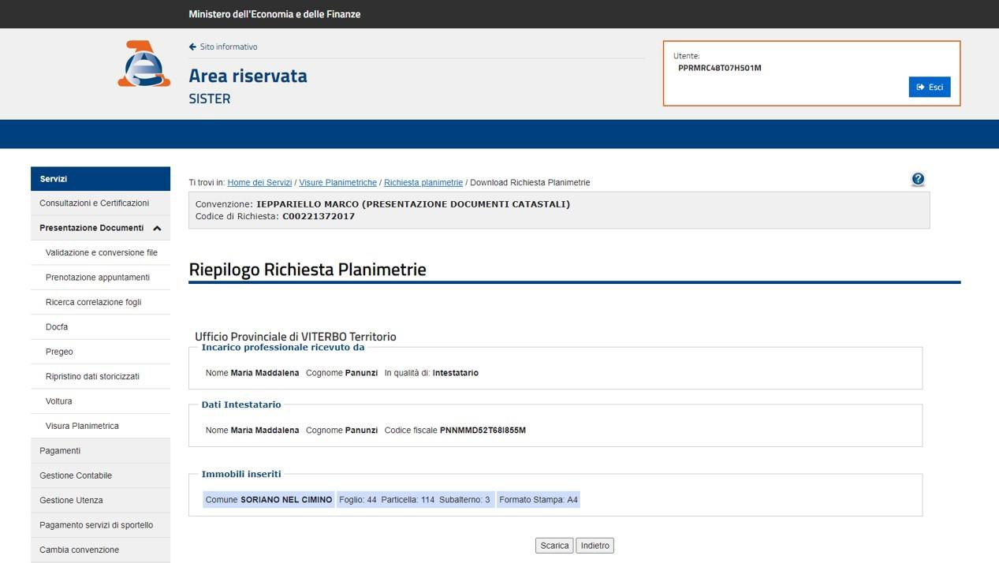 Ministero dell'Economia e delle Finanze
Sito informativo
Area riservata
SISTER
Utente:
PPRMRC48T07H501M
Esci
Servizi
Consultazioni e Certificazioni
Presentazione Documenti
Validazione e conversione file
Prenotazione appuntamenti
Ricerca correlazione fogli
Docfa
Pregeo
Ripristino dati storicizzati
Voltura
Visura Planimetrica
Pagamenti
Gestione Contabile
Gestione Utenza
Pagamento servizi di sportello
Cambia convenzione
Ti trovi in: Home dei Servizi / Visure Planimetriche / Richiesta planimetrie / Download Richiesta Planimetrie
?
Convenzione: IEPPARIELLO MARCO (PRESENTAZIONE DOCUMENTI CATASTALI)
Codice di Richiesta: C00221372017
Riepilogo Richiesta Planimetrie
Ufficio Provinciale di VITERBO Territorio
Incarico professionale ricevuto da
Nome Maria Maddalena Cognome Panunzi In qualità di: Intestatario
Dati Intestatario
Nome Maria Maddalena Cognome Panunzi Codice fiscale PNNMMD52T68I855M
Immobili inseriti
Comune SORIANO NEL CIMINO Foglio: 44 Particella: 114 Subalterno: 3 Formato Stampa: A4
Scarica Indietro